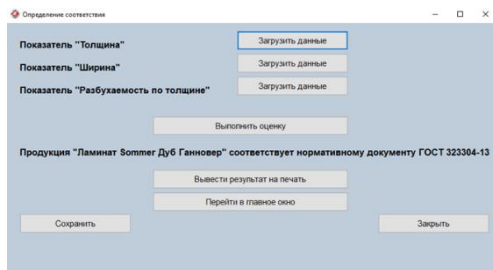 Определение соответствия
Показатель "Толщина"
Загрузить данные
Показатель "Ширина"
Загрузить данные
Показатель "Разбухаемость по толщине"
Загрузить данные
Выполнить оценку
Продукция "Ламинат Sommer Дуб Ганновер" соответствует нормативному документу ГОСТ 323304-13
Вывести результат на печать
Перейти в главное окно
Сохранить
Закрыть